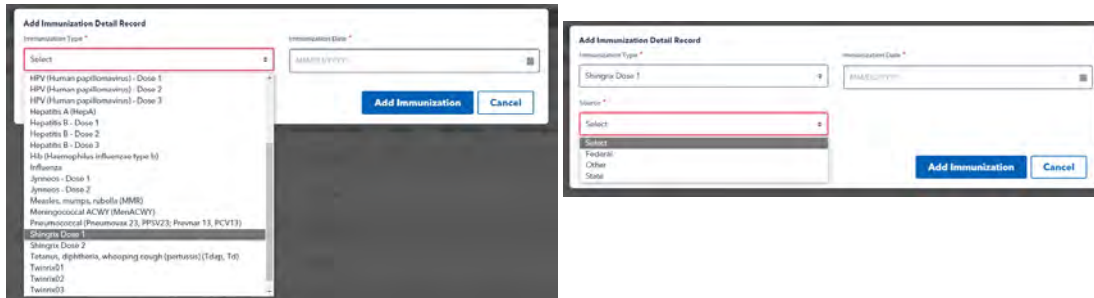 Add Immunization Detail Record
Immunization Type *
Immunization Date *
Select
MM/DD/YYYY
HPV (Human papillomavirus) - Dose 1
HPV (Human papillomavirus) - Dose 2
HPV (Human papillomavirus) - Dose 3
Hepatitis A (HepA)
Hepatitis B - Dose 1
Hepatitis B - Dose 2
Hepatitis B - Dose 3
Hib (Haemophilus influenzae type b)
Influenza
Jynneos - Dose 1
Jynneos - Dose 2
Measles, mumps, rubella (MMR)
Meningococcal ACWY (MenACWY)
Pneumococcal (Pneumovax 23, PPSV23; Prevnar 13, PCV13)
Shingrix Dose 1
Shingrix Dose 2
Tetanus, diphtheria, whooping cough (pertussis) (Tdap, Td)
Twinrix01
Twinrix02
Twinrix03
Add Immunization
Cancel
Add Immunization Detail Record
Immunization Type *
Immunization Date *
Shingrix Dose 1
MM/DD/YYYY
Select
Select
Federal
Other
State
Add Immunization
Cancel